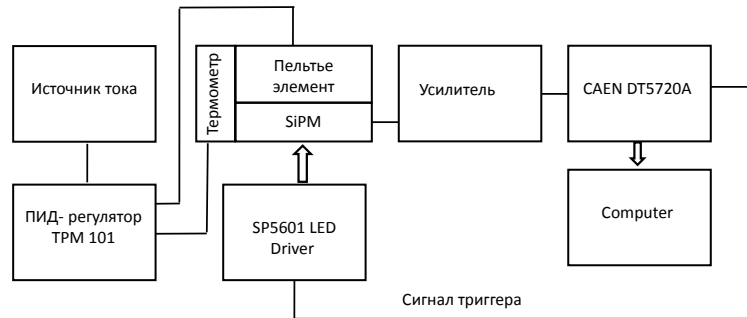 Источник тока
Термометр
Пельтье
элемент
SiPM
Усилитель
CAEN DT5720A
ПИД- регулятор
ТРМ 101
SP5601 LED
Driver
Computer
Сигнал триггера